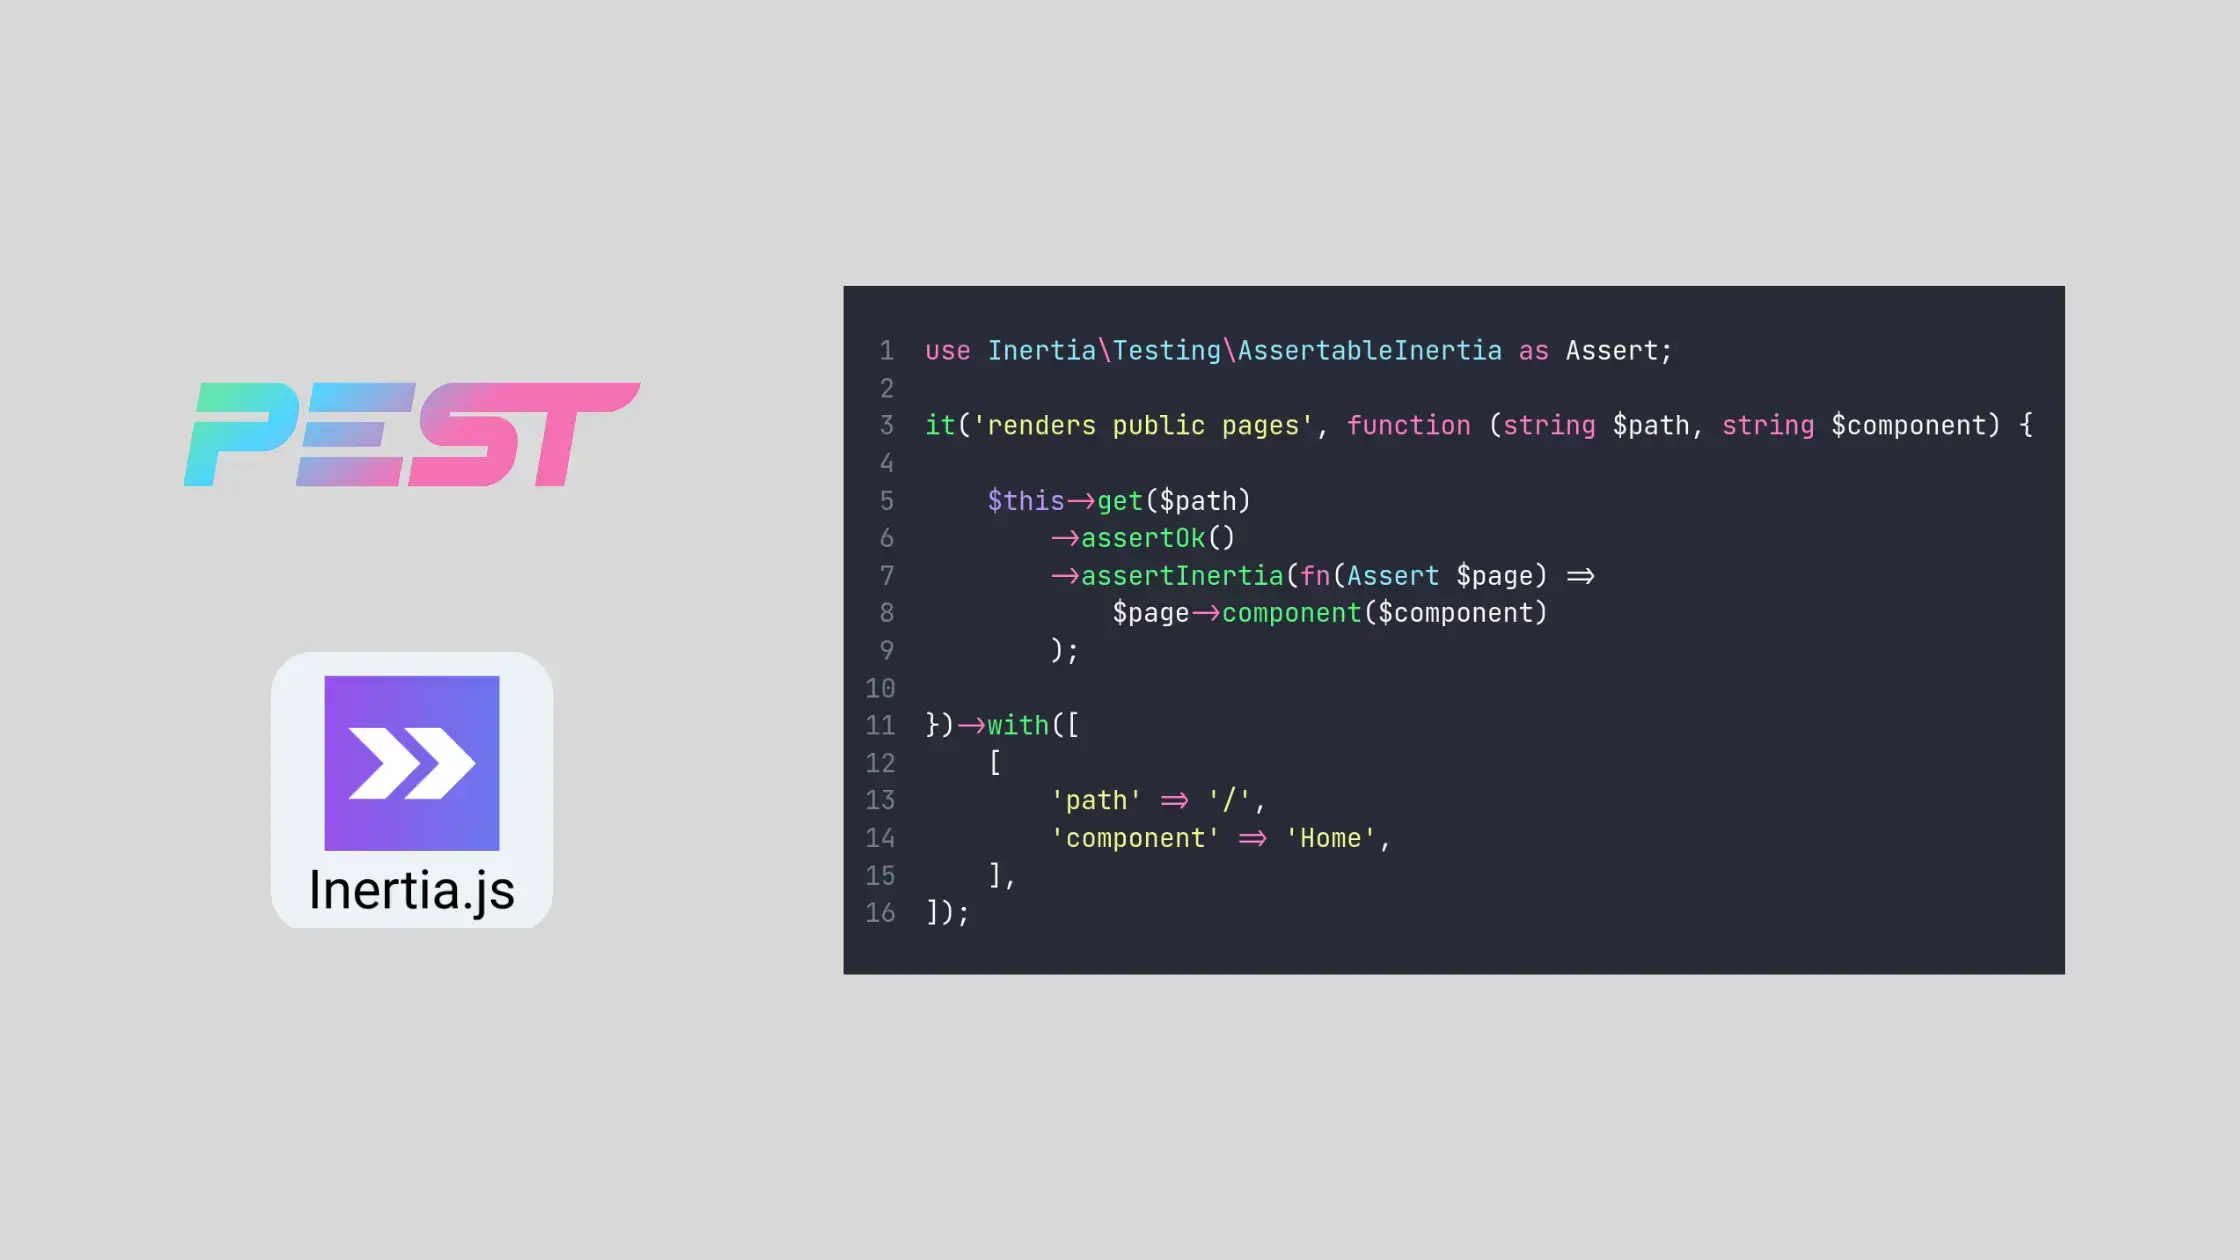 PEST
Inertia.js
1 use Inertia\Testing\AssertableInertia as Assert;
2
3 it('renders public pages', function (string $path, string $component) {
4
5     $this->get($path)
6         ->assertOk()
7         ->assertInertia(fn(Assert $page) =>
8             $page->component($component)
9         );
10
11 })->with([
12     [
13         'path' => '/',
14         'component' => 'Home',
15     ],
16 ]);